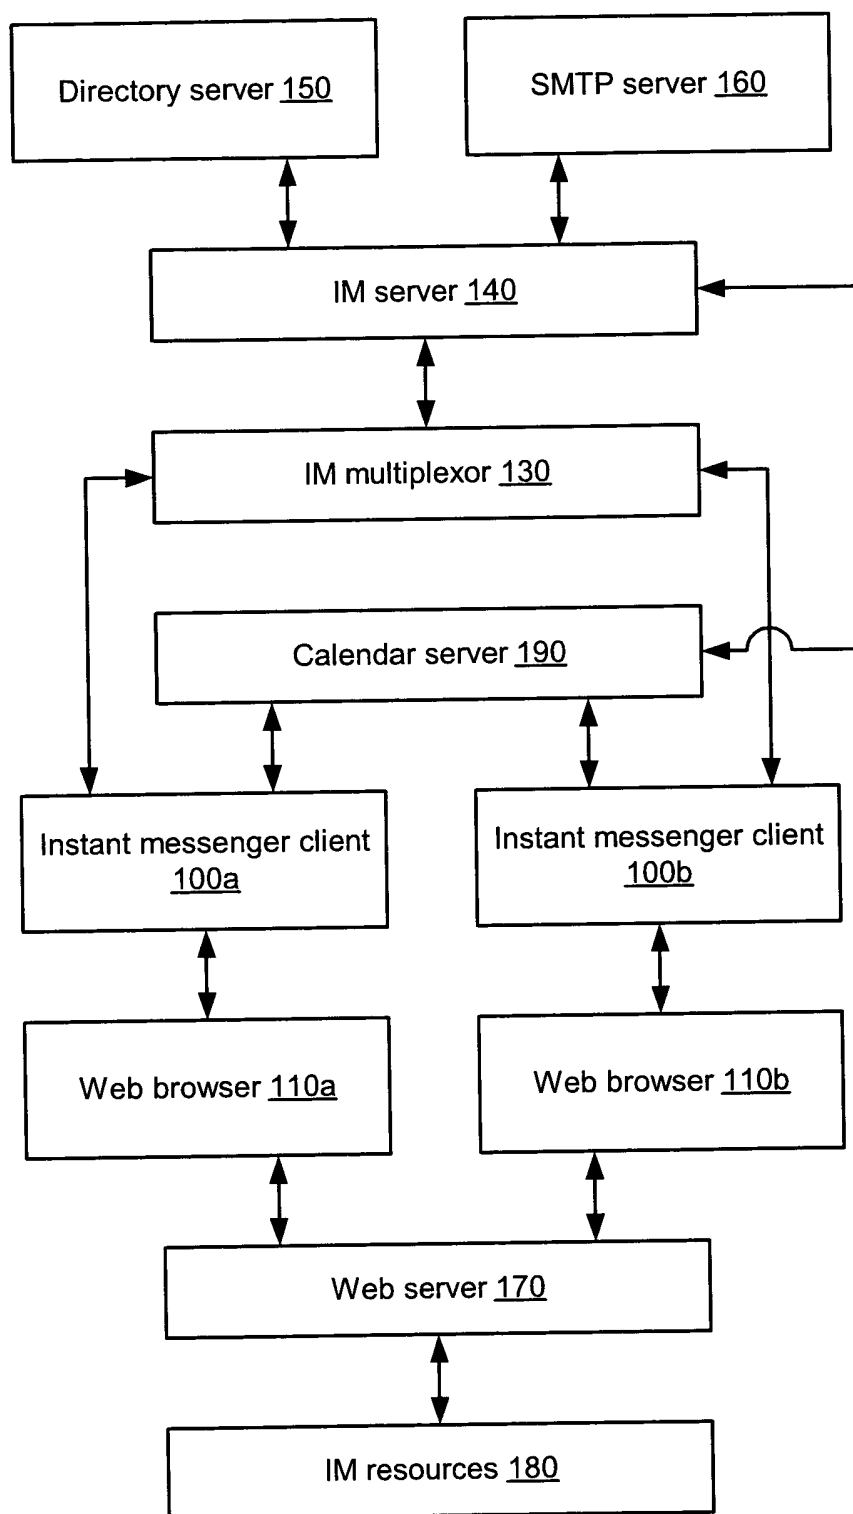 Directory server 150
SMTP server 160
IM server 140
IM multiplexor 130
Calendar server 190
Instant messenger client
100a
Instant messenger client
100b
Web browser 110a
Web browser 110b
Web server 170
IM resources 180